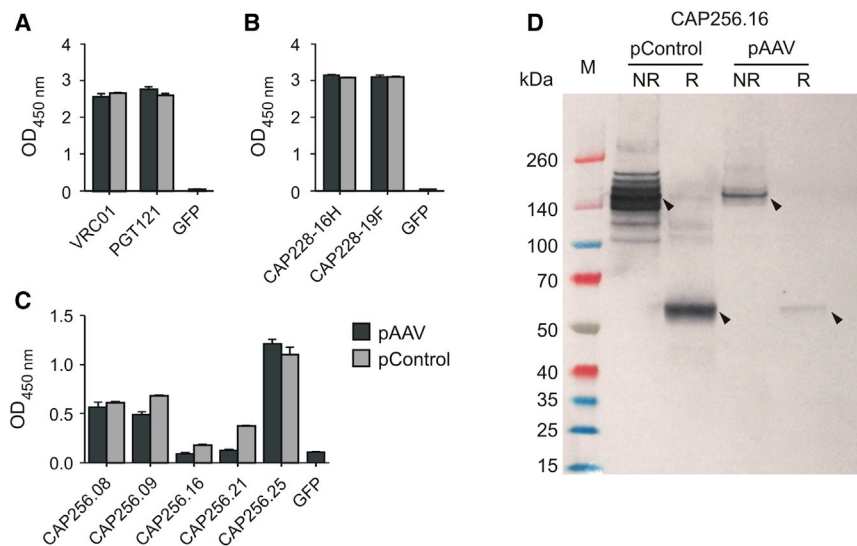 A
OD450 nm
4
3
2
1
0
VRC01
PGT121
GFP
B
OD450 nm
4
3
2
1
0
CAP228-16H
CAP228-19F
GFP
C
OD450 nm
1.5
1.0
0.5
0.0
CAP256.08
CAP256.09
CAP256.16
CAP256.21
CAP256.25
GFP
pAAV
pControl
D
CAP256.16
pControl pAAV
kDa M NR R NR R
260
140
100
70
50
40
35
25
15